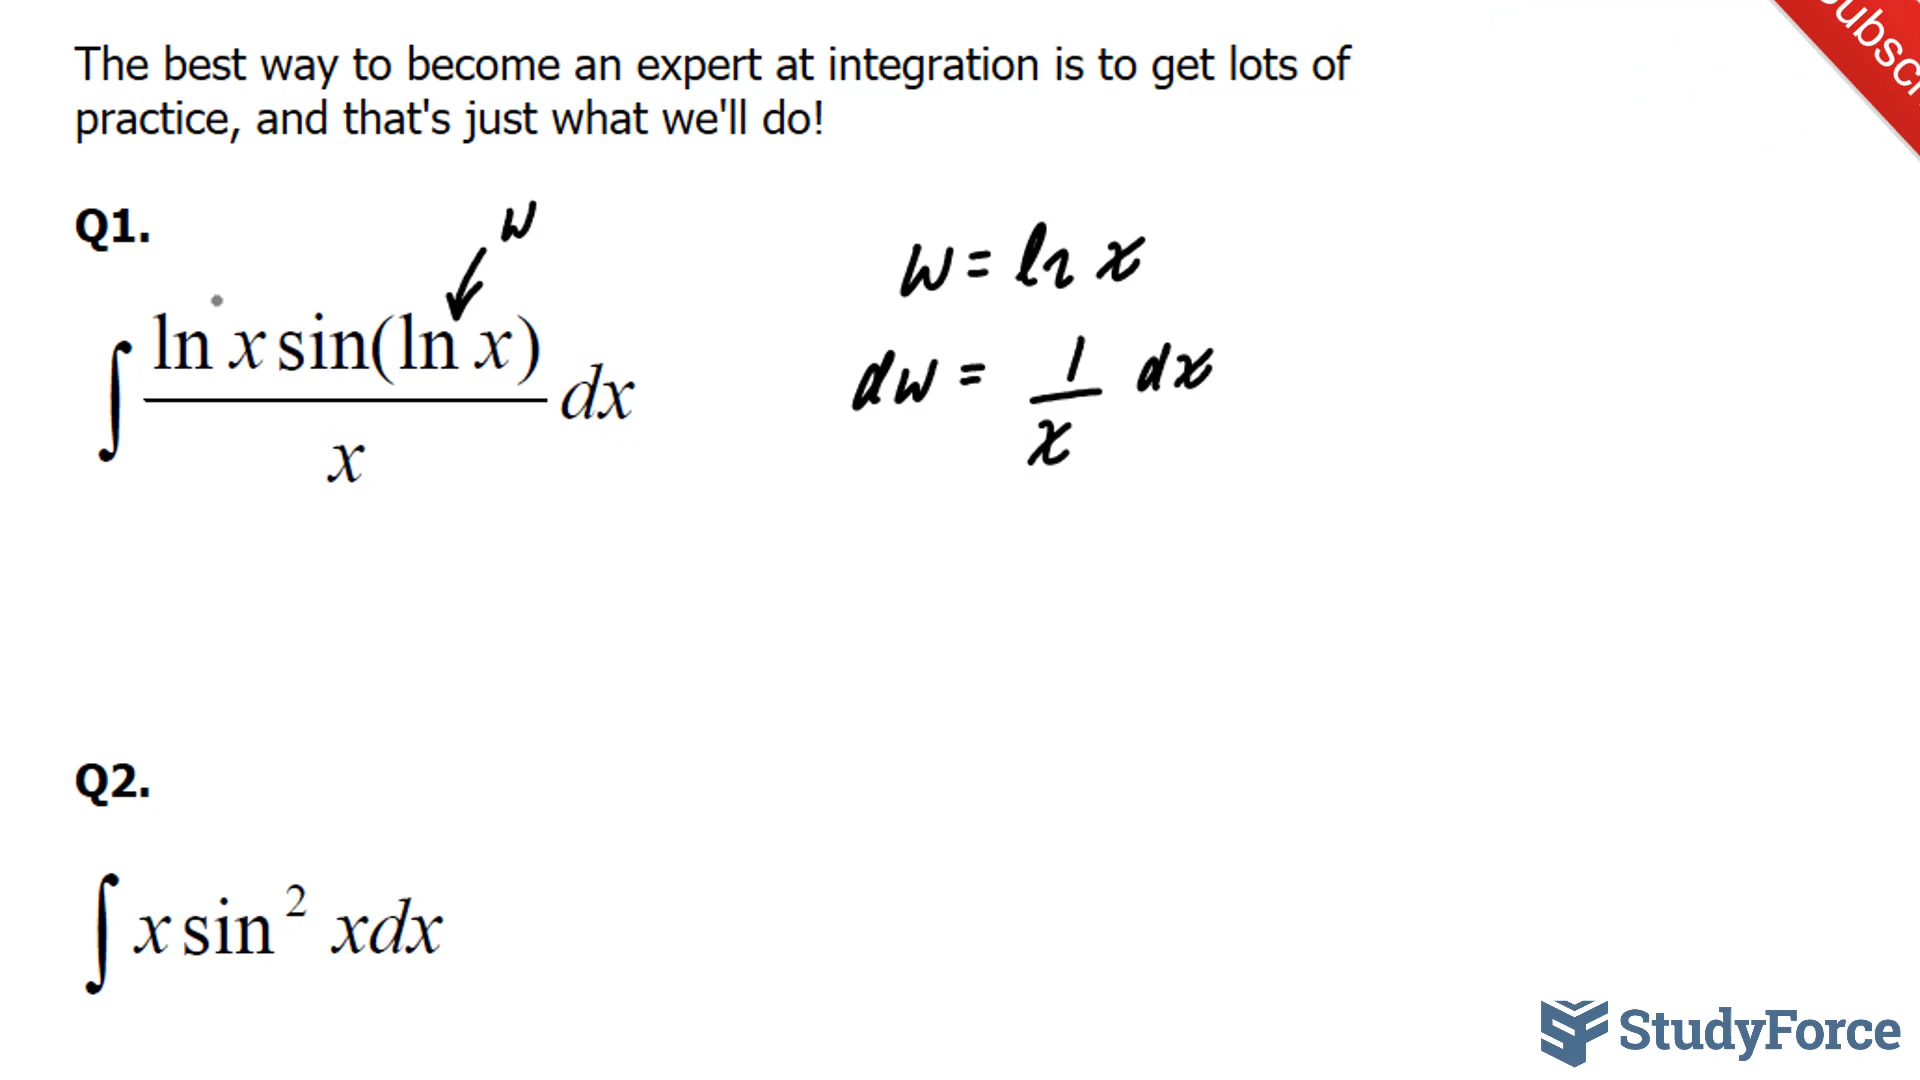 The best way to become an expert at integration is to get lots of
practice, and that's just what we'll do!
Q1.
w
∫ (ln x sin(ln x))/x dx
w = ln x
dw = 1/x dx
Q2.
∫ x sin² xdx
StudyForce